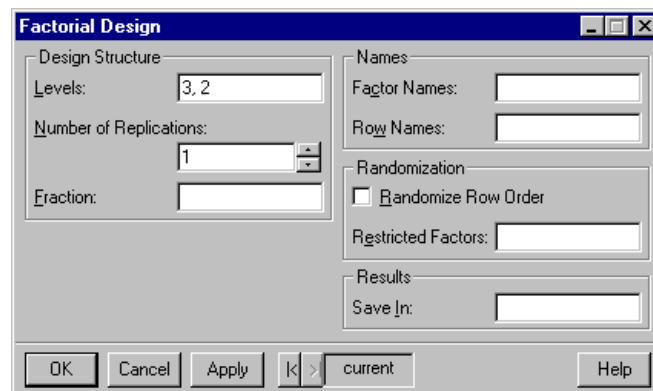 Factorial Design
Design Structure
Levels: 3, 2
Number of Replications:
1
Fraction:
Names
Factor Names:
Row Names:
Randomization
Randomize Row Order
Restricted Factors:
Results
Save In:
OK Cancel Apply current Help